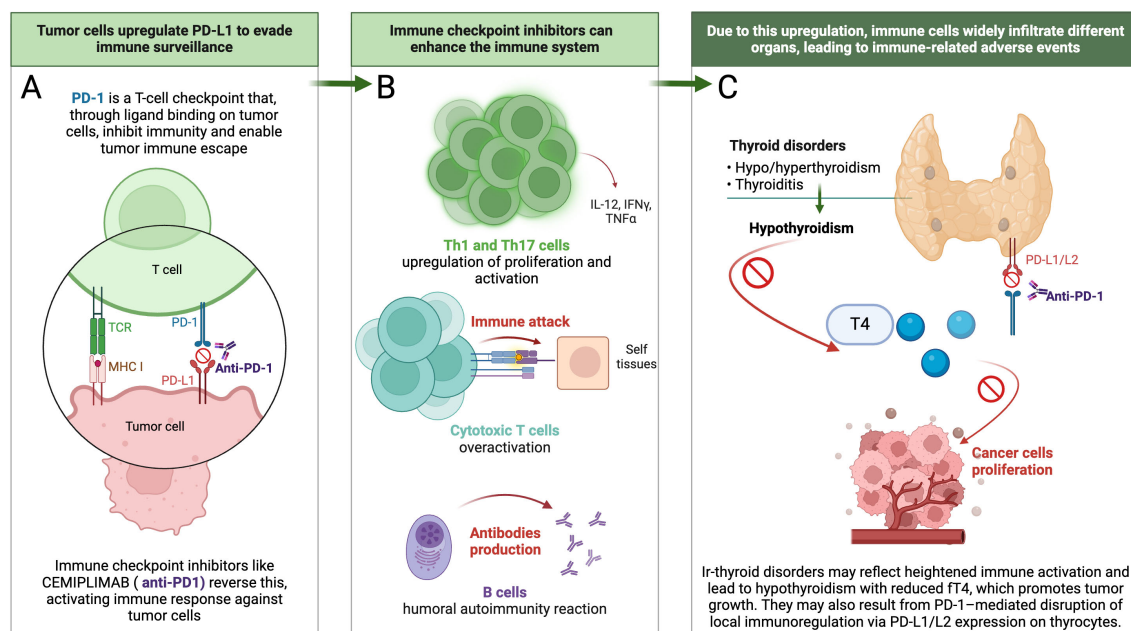 Tumor cells upregulate PD-L1 to evade
immune surveillance
A
PD-1 is a T-cell checkpoint that,
through ligand binding on tumor
cells, inhibit immunity and enable
tumor immune escape
T cell
TCR
PD-1
MHC I
Anti-PD-1
PD-L1
Tumor cell
Immune checkpoint inhibitors like
CEMIPLIMAB ( anti-PD1) reverse this,
activating immune response against
tumor cells
Immune checkpoint inhibitors can
enhance the immune system
B
IL-12, IFNγ,
TNFα
Th1 and Th17 cells
upregulation of proliferation and
activation
Immune attack
Self
tissues
Cytotoxic T cells
overactivation
Antibodies
production
B cells
humoral autoimmunity reaction
Due to this upregulation, immune cells widely infiltrate different
organs, leading to immune-related adverse events
C
Thyroid disorders
• Hypo/hyperthyroidism
• Thyroiditis
Hypothyroidism
PD-L1/L2
Anti-PD-1
T4
Cancer cells
proliferation
Ir-thyroid disorders may reflect heightened immune activation and
lead to hypothyroidism with reduced fT4, which promotes tumor
growth. They may also result from PD-1–mediated disruption of
local immunoregulation via PD-L1/L2 expression on thyrocytes.